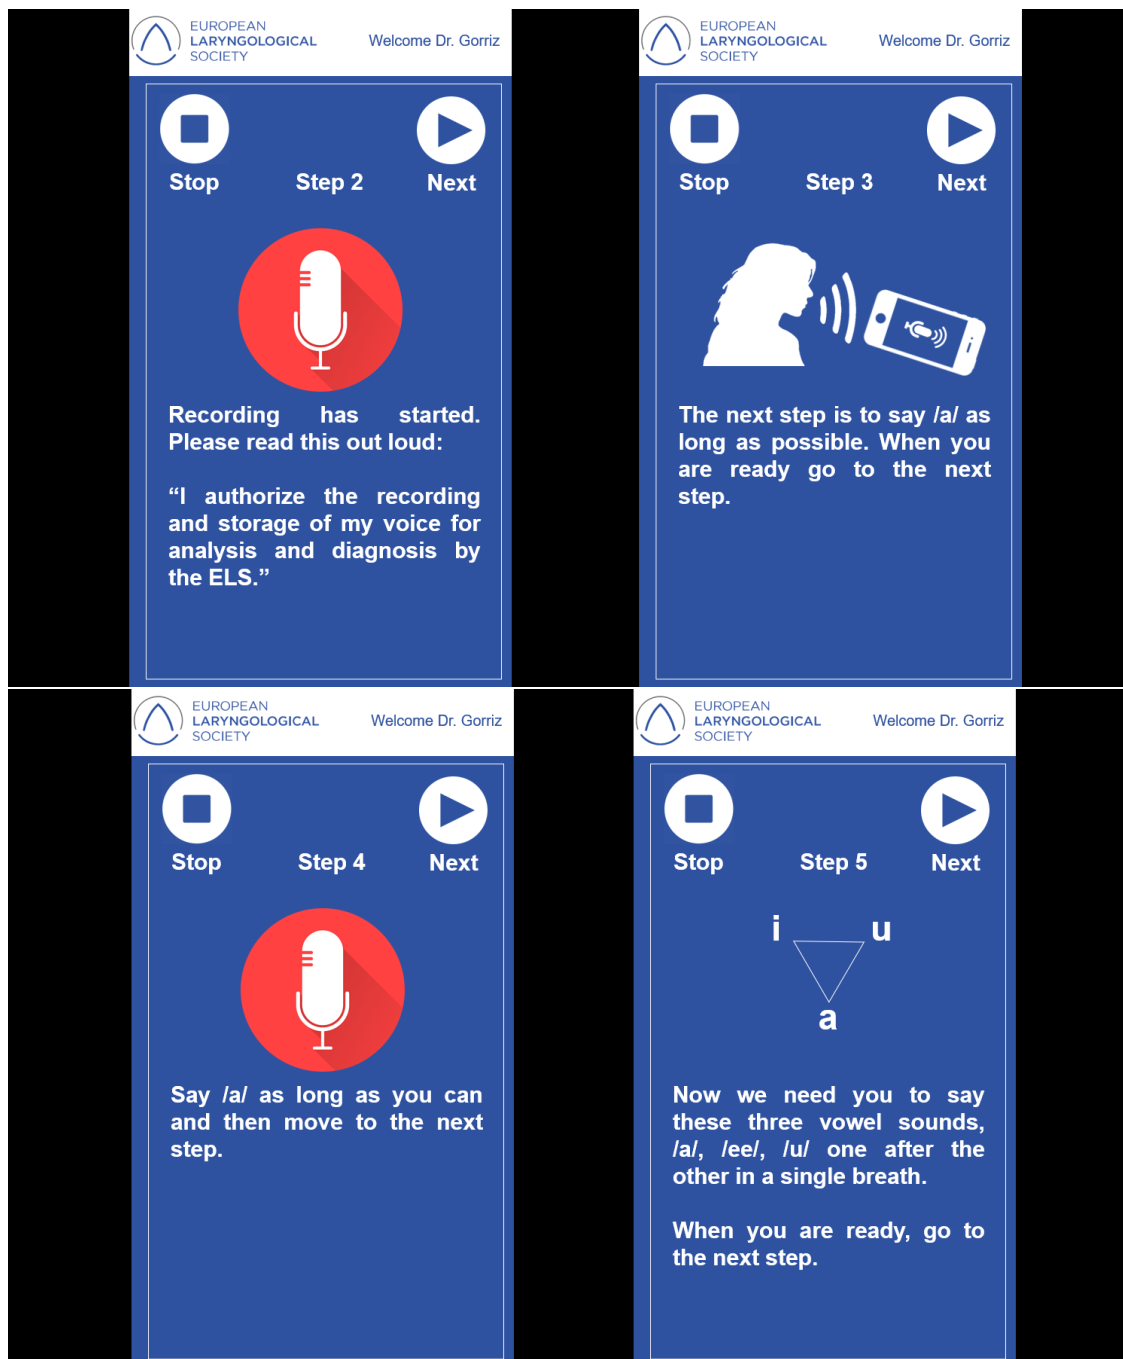 EUROPEAN
LARYNGOLOGICAL
SOCIETY
Welcome Dr. Gorriz
Stop
Step 2
Next
Recording has started.
Please read this out loud:
“I authorize the recording
and storage of my voice for
analysis and diagnosis by
the ELS.”
EUROPEAN
LARYNGOLOGICAL
SOCIETY
Welcome Dr. Gorriz
Stop
Step 3
Next
The next step is to say /a/ as
long as possible. When you
are ready go to the next
step.
EUROPEAN
LARYNGOLOGICAL
SOCIETY
Welcome Dr. Gorriz
Stop
Step 4
Next
Say /a/ as long as you can
and then move to the next
step.
EUROPEAN
LARYNGOLOGICAL
SOCIETY
Welcome Dr. Gorriz
Stop
Step 5
Next
i
u
a
Now we need you to say
these three vowel sounds,
/a/, /ee/, /u/ one after the
other in a single breath.
When you are ready, go to
the next step.